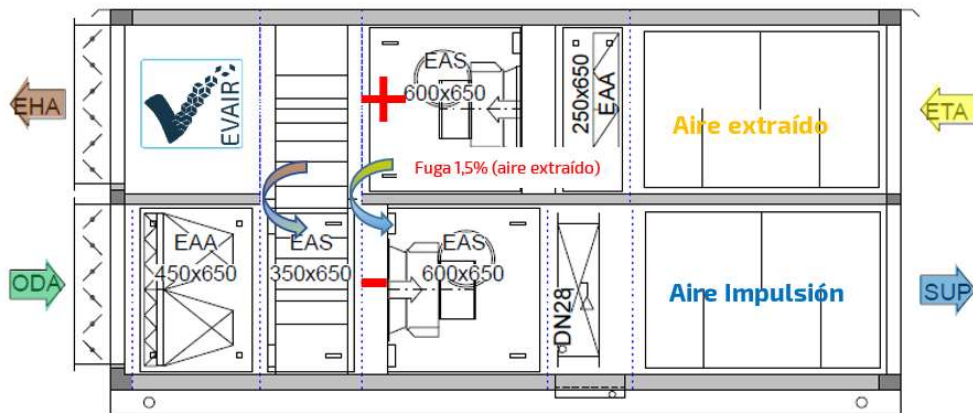 EHA
EVAIR
EAS
600x650
250x650
EAA
Aire extraído
ETA
Fuga 1,5% (aire extraído)
ODA
EAA
450x650
EAS
350x650
EAS
600x650
DN28
Aire Impulsión
SUP